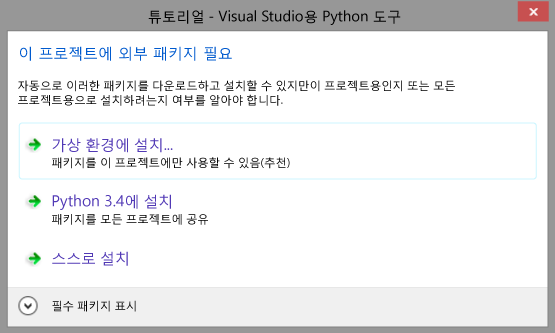 튜토리얼 - Visual Studio용 Python 도구
이 프로젝트에 외부 패키지 필요
자동으로 이러한 패키지를 다운로드하고 설치할 수 있지만이 프로젝트용인지 또는 모든
프로젝트용으로 설치하려는지 여부를 알아야 합니다.
가상 환경에 설치...
패키지를 이 프로젝트에만 사용할 수 있음(추천)
Python 3.4에 설치
패키지를 모든 프로젝트에 공유
스스로 설치
필수 패키지 표시